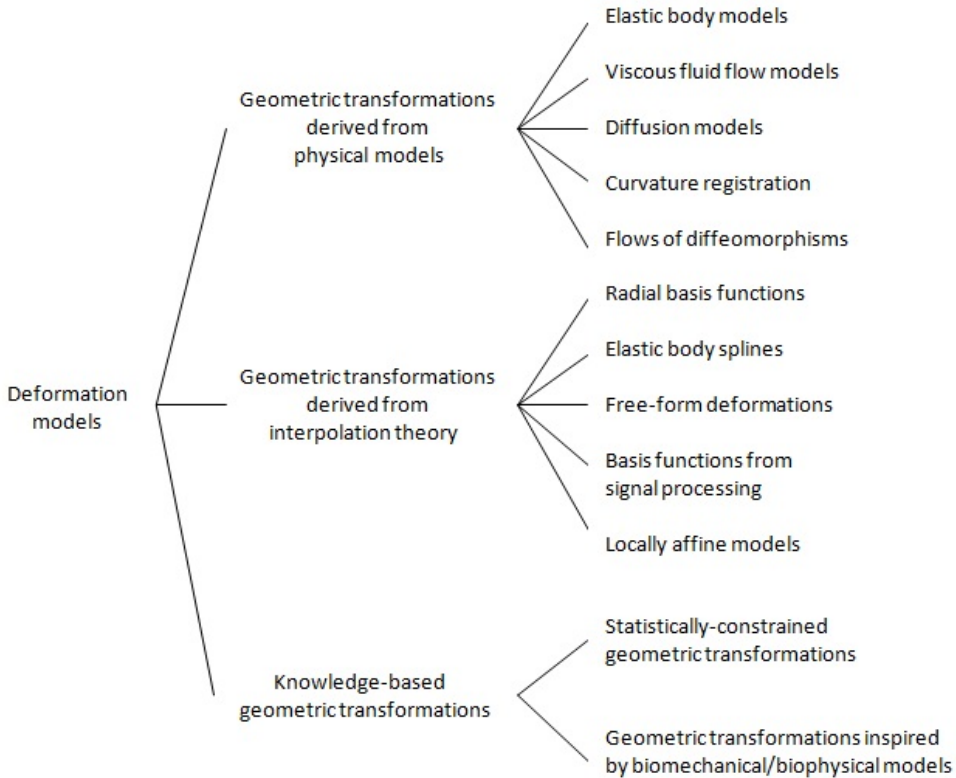 Deformation
models
Geometric transformations
derived from
physical models
Elastic body models
Viscous fluid flow models
Diffusion models
Curvature registration
Flows of diffeomorphisms
Geometric transformations
derived from
interpolation theory
Radial basis functions
Elastic body splines
Free-form deformations
Basis functions from
signal processing
Locally affine models
Knowledge-based
geometric transformations
Statistically-constrained
geometric transformations
Geometric transformations inspired
by biomechanical/biophysical models